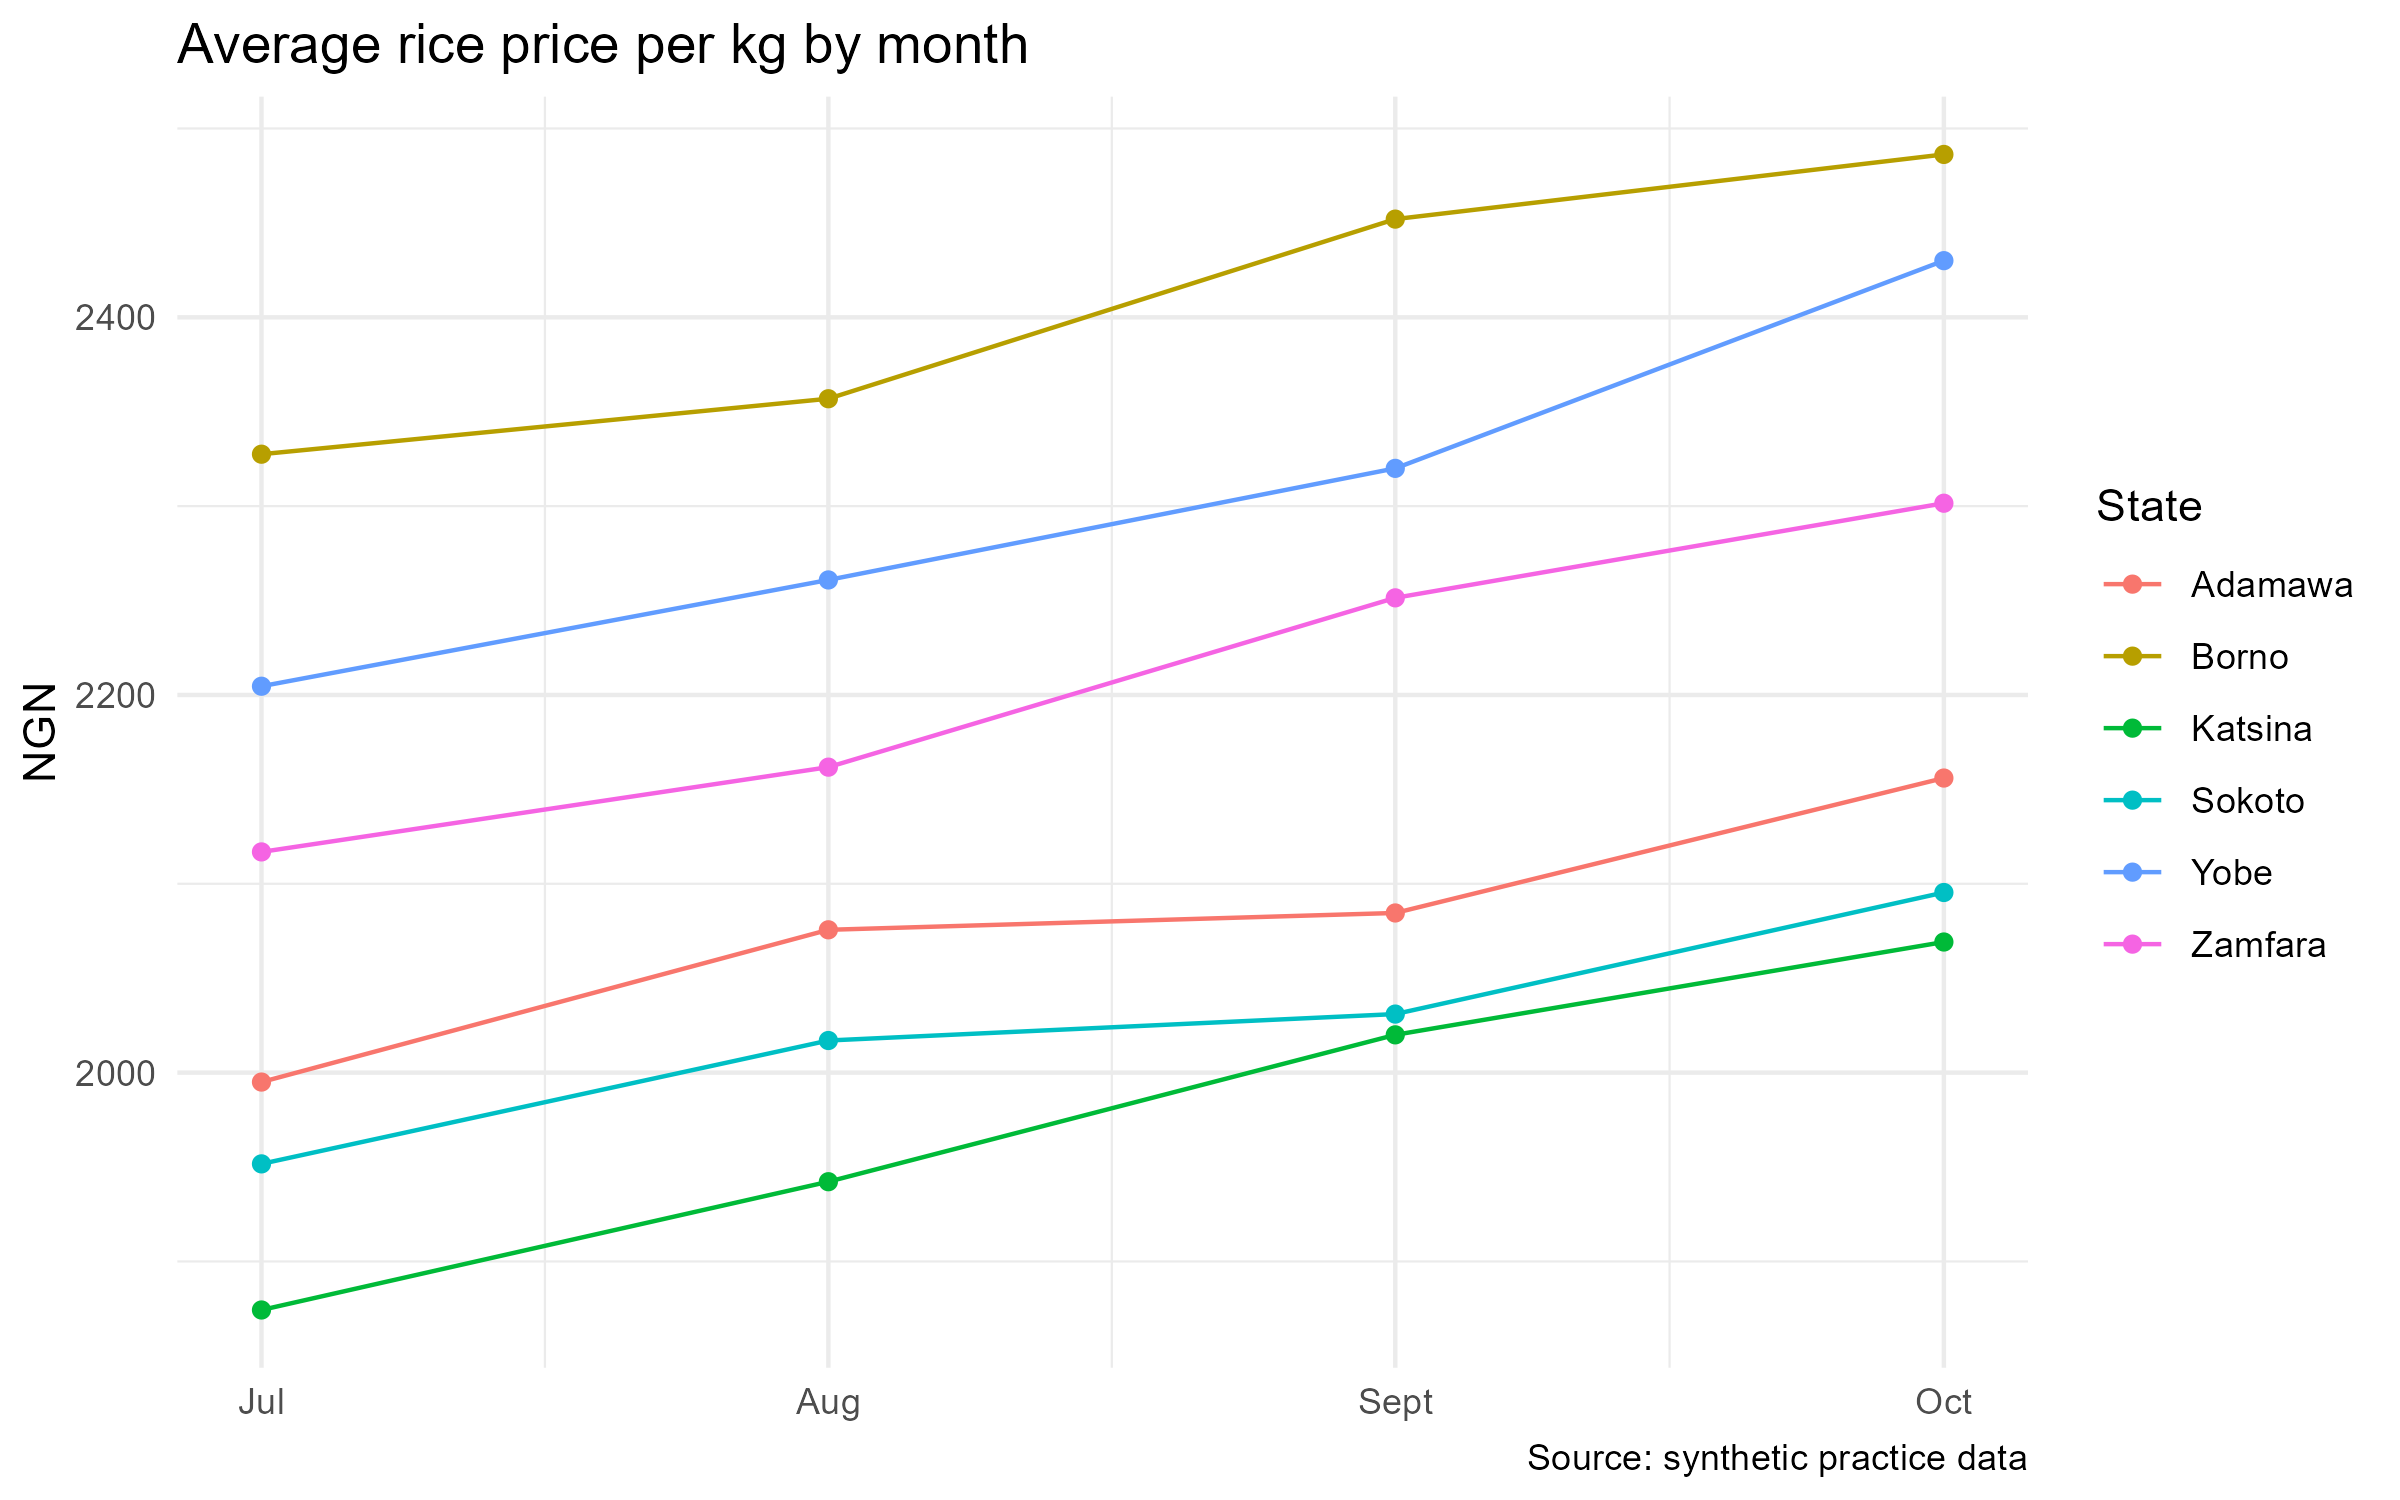 Average rice price per kg by month
NGN
2400
2200
2000
Jul
Aug
Sept
Oct
State
Adamawa
Borno
Katsina
Sokoto
Yobe
Zamfara
Source: synthetic practice data